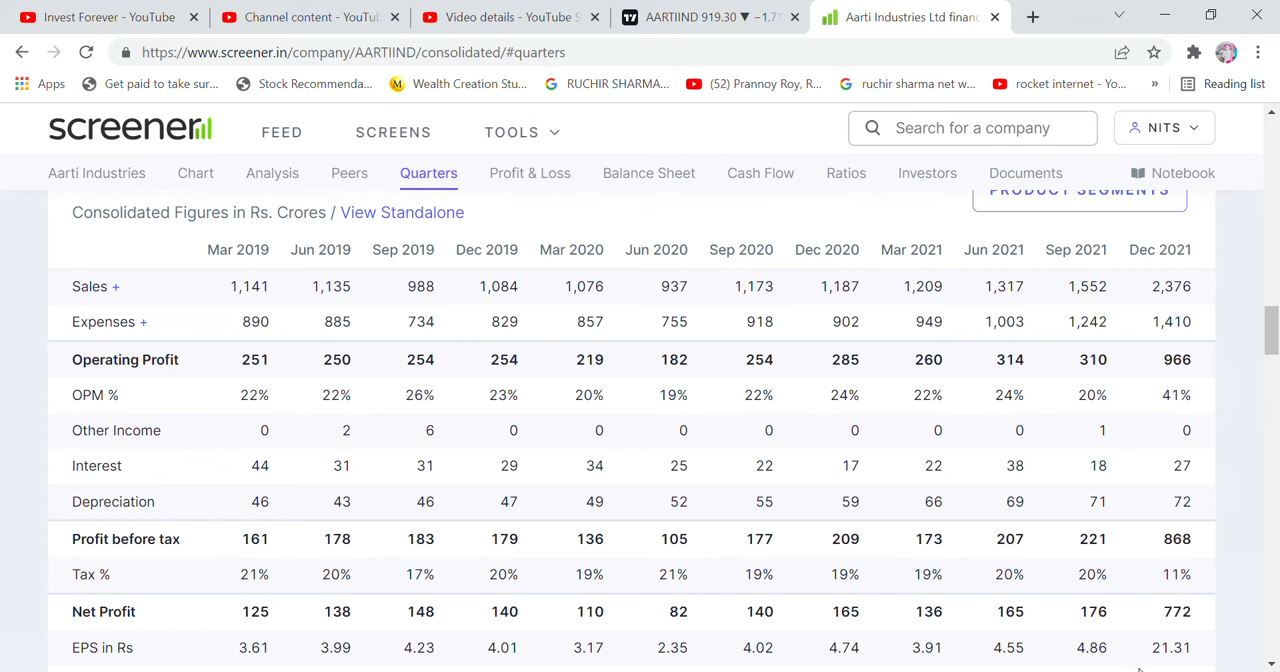 Invest Forever - YouTube
Channel content - YouTu
Video details - YouTube S
AARTIIND 919.30 ▼ −1.71
Aarti Industries Ltd financ
https://www.screener.in/company/AARTIIND/consolidated/#quarters
Apps
Get paid to take sur...
Stock Recommenda...
M Wealth Creation Stu...
RUCHIR SHARMA...
(52) Prannoy Roy, R...
ruchir sharma net w...
rocket internet - Yo...
»
Reading list
screener
FEED SCREENS TOOLS
Search for a company
NITS
Aarti Industries Chart Analysis Peers Quarters Profit & Loss Balance Sheet Cash Flow Ratios Investors Documents Notebook
PRODUCT SEGMENTS
Consolidated Figures in Rs. Crores / View Standalone
Mar 2019 Jun 2019 Sep 2019 Dec 2019 Mar 2020 Jun 2020 Sep 2020 Dec 2020 Mar 2021 Jun 2021 Sep 2021 Dec 2021
Sales + 1,141 1,135 988 1,084 1,076 937 1,173 1,187 1,209 1,317 1,552 2,376
Expenses + 890 885 734 829 857 755 918 902 949 1,003 1,242 1,410
Operating Profit 251 250 254 254 219 182 254 285 260 314 310 966
OPM % 22% 22% 26% 23% 20% 19% 22% 24% 22% 24% 20% 41%
Other Income 0 2 6 0 0 0 0 0 0 0 1 0
Interest 44 31 31 29 34 25 22 17 22 38 18 27
Depreciation 46 43 46 47 49 52 55 59 66 69 71 72
Profit before tax 161 178 183 179 136 105 177 209 173 207 221 868
Tax % 21% 20% 17% 20% 19% 21% 19% 19% 19% 20% 20% 11%
Net Profit 125 138 148 140 110 82 140 165 136 165 176 772
EPS in Rs 3.61 3.99 4.23 4.01 3.17 2.35 4.02 4.74 3.91 4.55 4.86 21.31